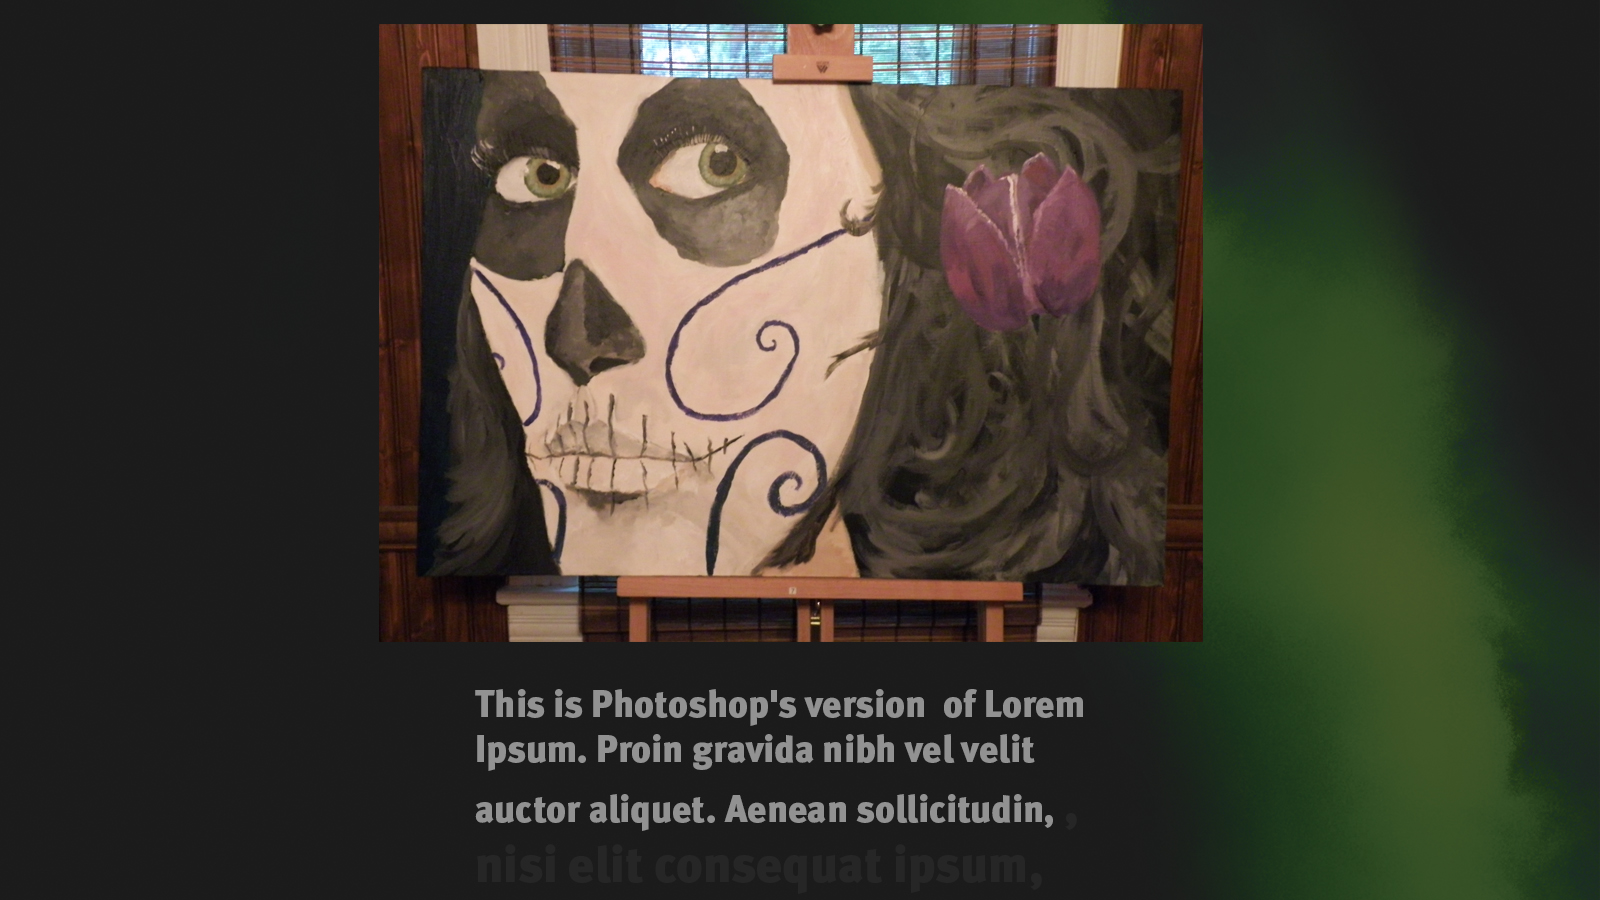 This is Photoshop's version  of Lorem
Ipsum. Proin gravida nibh vel velit
auctor aliquet. Aenean sollicitudin, ,
nisi elit consequat ipsum,